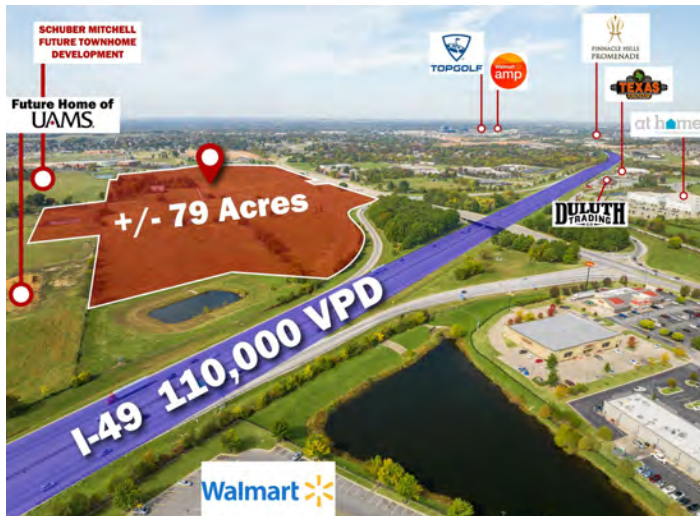 SCHUBER MITCHELL
FUTURE TOWNHOME
DEVELOPMENT
Future Home of
UAMS
TOPGOLF
Walmart
amp
PINNACLE HILLS
PROMENADE
TEXAS
at home
DULUTH
TRADING
+/- 79 Acres
I-49 110,000 VPD
Walmart